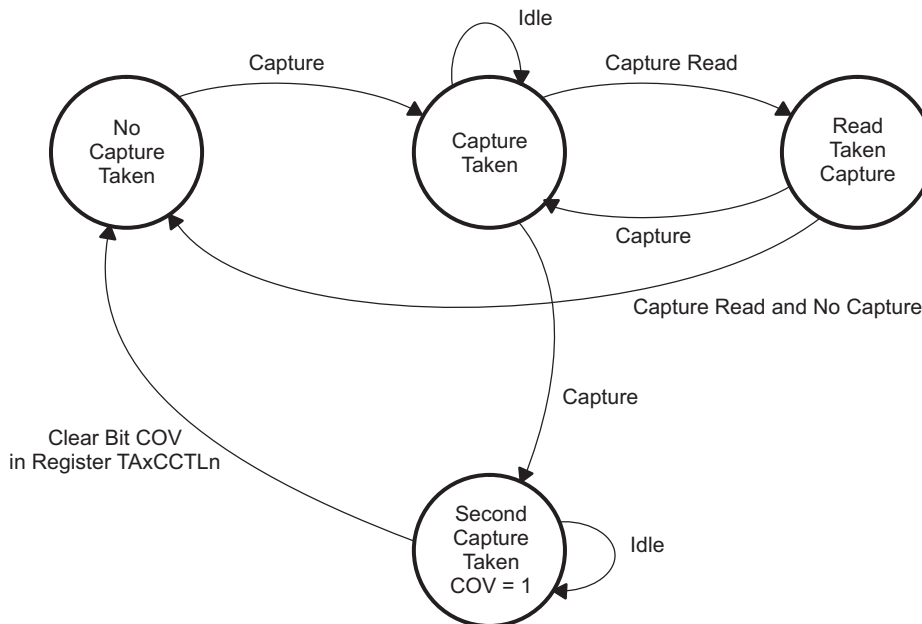 Idle
Capture
Capture Read
No
Capture
Taken
Capture
Taken
Read
Taken
Capture
Capture
Capture Read and No Capture
Capture
Clear Bit COV
in Register TAxCCTLn
Second
Capture
Taken
COV = 1
Idle